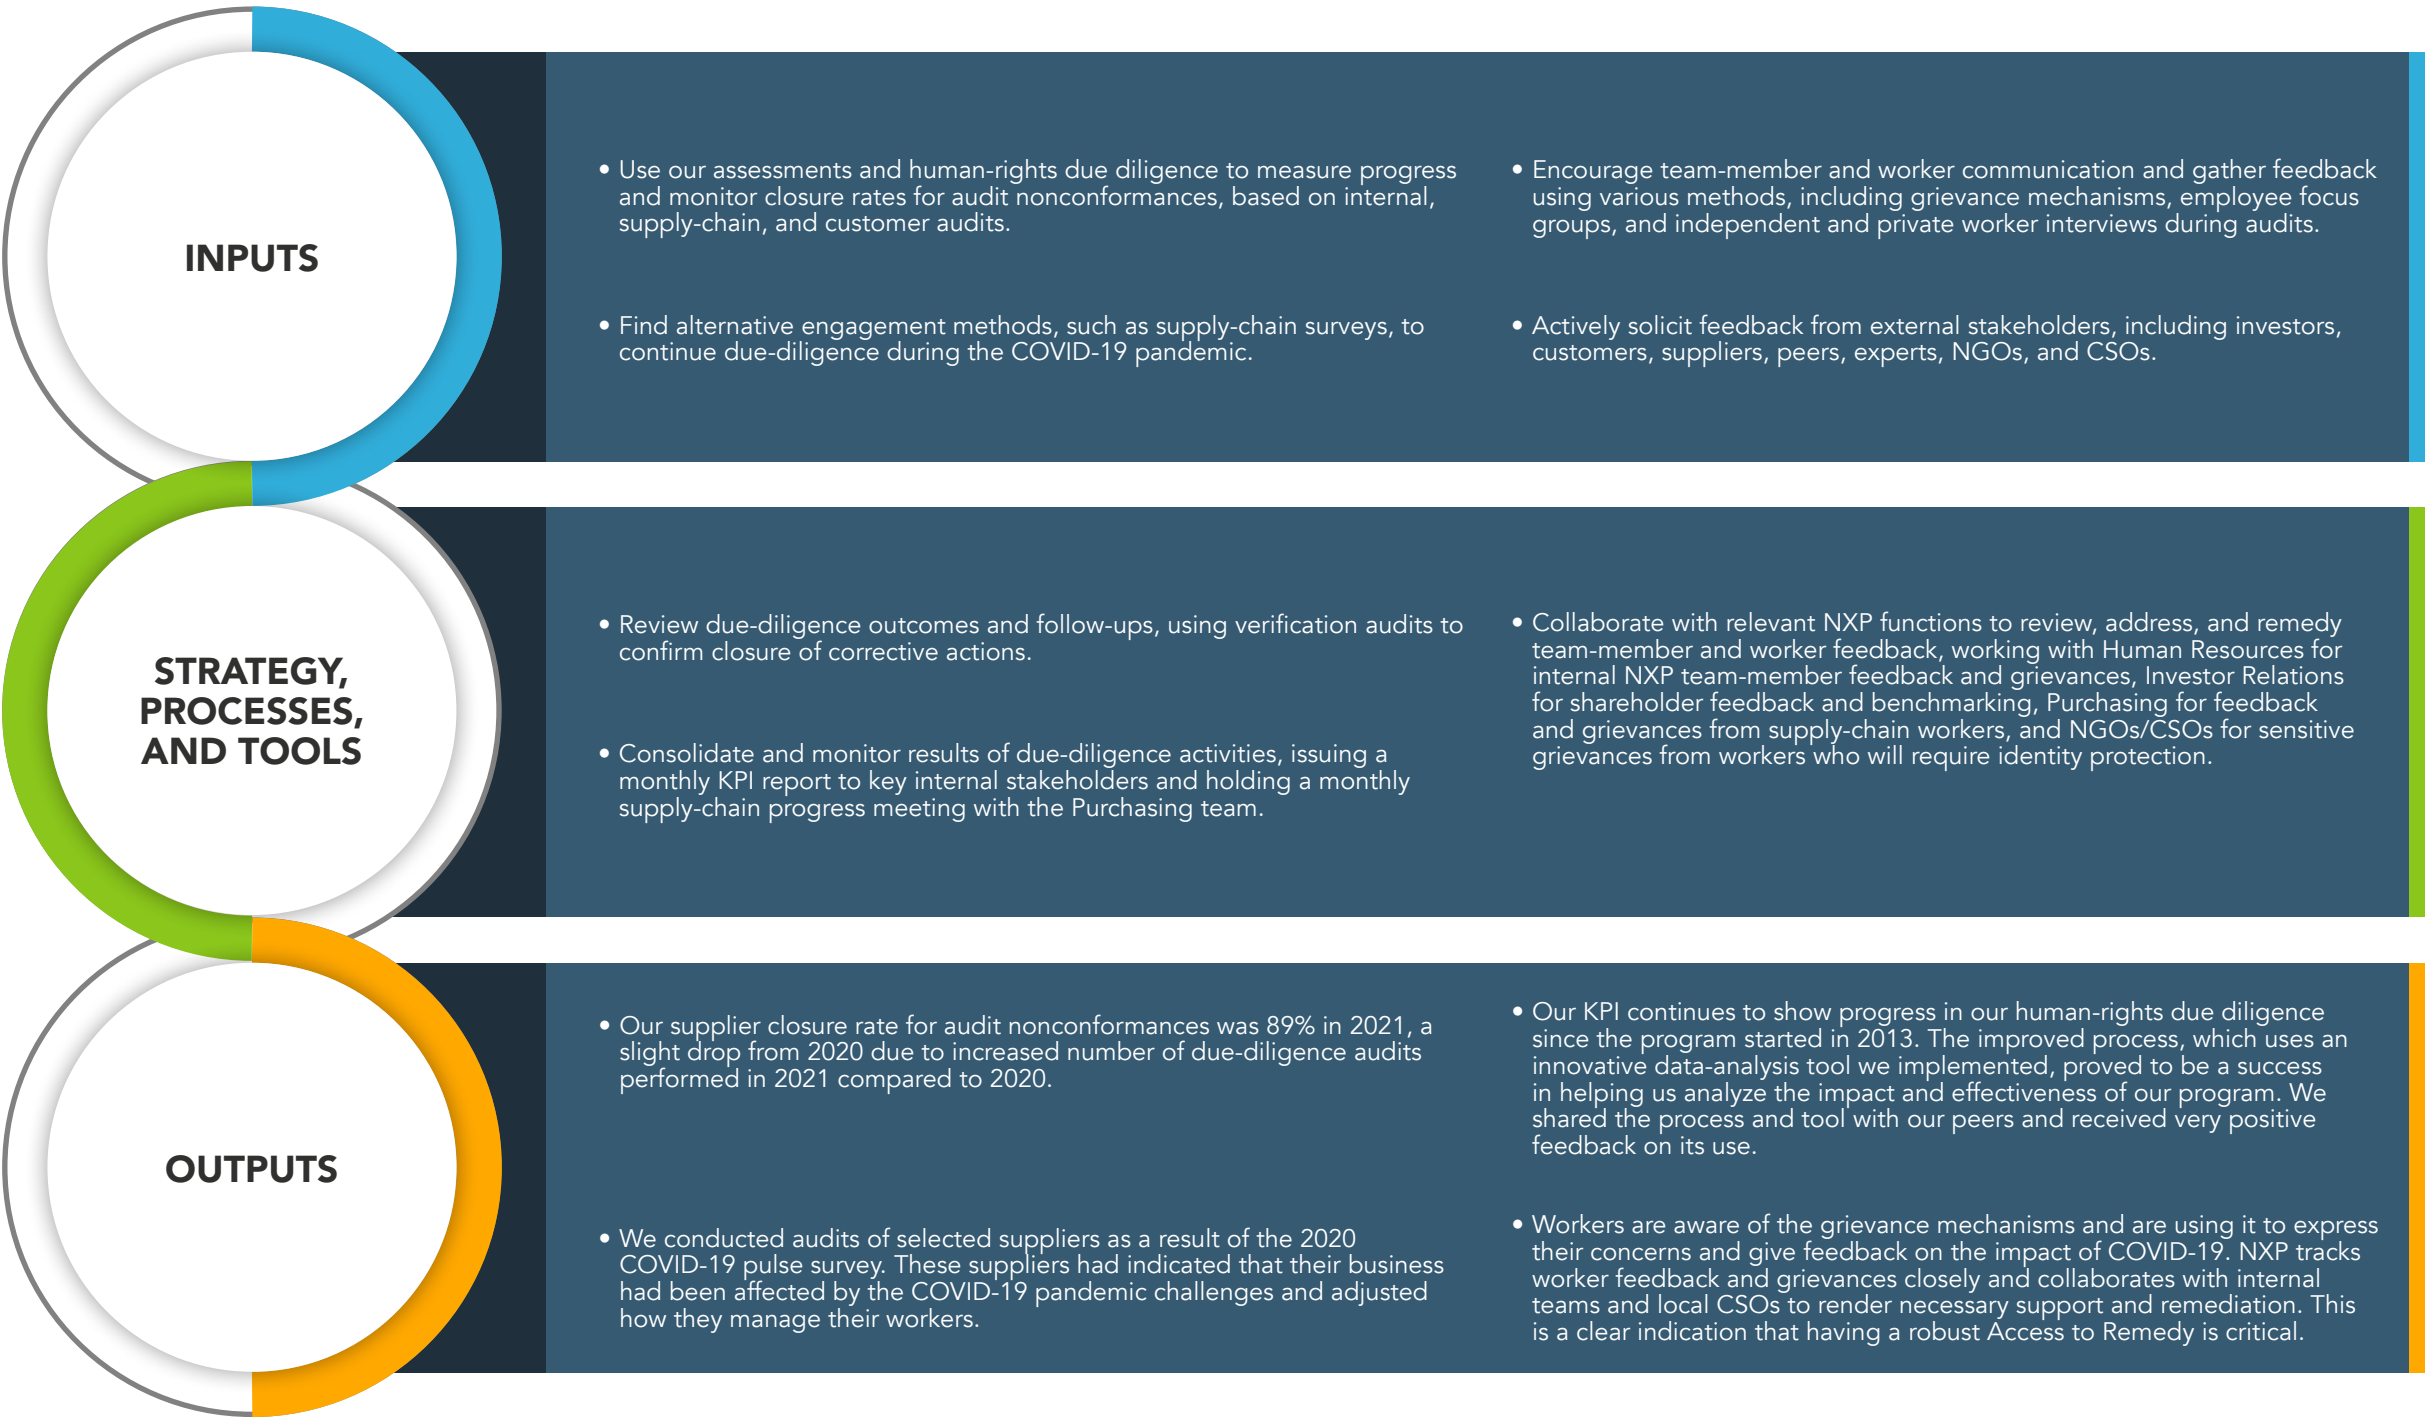 INPUTS
• Use our assessments and human-rights due diligence to measure progress
and monitor closure rates for audit nonconformances, based on internal,
supply-chain, and customer audits.
• Find alternative engagement methods, such as supply-chain surveys, to
continue due-diligence during the COVID-19 pandemic.
• Encourage team-member and worker communication and gather feedback
using various methods, including grievance mechanisms, employee focus
groups, and independent and private worker interviews during audits.
• Actively solicit feedback from external stakeholders, including investors,
customers, suppliers, peers, experts, NGOs, and CSOs.
STRATEGY,
PROCESSES,
AND TOOLS
• Review due-diligence outcomes and follow-ups, using verification audits to
confirm closure of corrective actions.
• Consolidate and monitor results of due-diligence activities, issuing a
monthly KPI report to key internal stakeholders and holding a monthly
supply-chain progress meeting with the Purchasing team.
• Collaborate with relevant NXP functions to review, address, and remedy
team-member and worker feedback, working with Human Resources for
internal NXP team-member feedback and grievances, Investor Relations
for shareholder feedback and benchmarking, Purchasing for feedback
and grievances from supply-chain workers, and NGOs/CSOs for sensitive
grievances from workers who will require identity protection.
OUTPUTS
• Our supplier closure rate for audit nonconformances was 89% in 2021, a
slight drop from 2020 due to increased number of due-diligence audits
performed in 2021 compared to 2020.
• We conducted audits of selected suppliers as a result of the 2020
COVID-19 pulse survey. These suppliers had indicated that their business
had been affected by the COVID-19 pandemic challenges and adjusted
how they manage their workers.
• Our KPI continues to show progress in our human-rights due diligence
since the program started in 2013. The improved process, which uses an
innovative data-analysis tool we implemented, proved to be a success
in helping us analyze the impact and effectiveness of our program. We
shared the process and tool with our peers and received very positive
feedback on its use.
• Workers are aware of the grievance mechanisms and are using it to express
their concerns and give feedback on the impact of COVID-19. NXP tracks
worker feedback and grievances closely and collaborates with internal
teams and local CSOs to render necessary support and remediation. This
is a clear indication that having a robust Access to Remedy is critical.